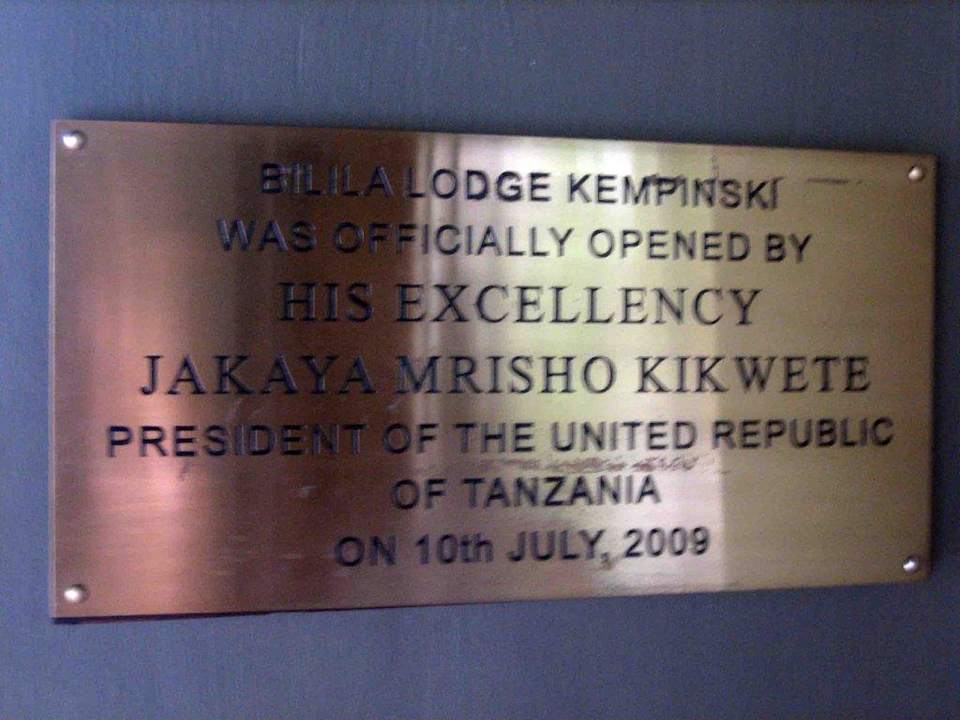 BILILA LODGE KEMPINSKI
WAS OFFICIALLY OPENED BY
HIS EXCELLENCY
JAKAYA MRISHO KIKWETE
PRESIDENT OF THE UNITED REPUBLIC
OF TANZANIA
ON 10th JULY, 2009